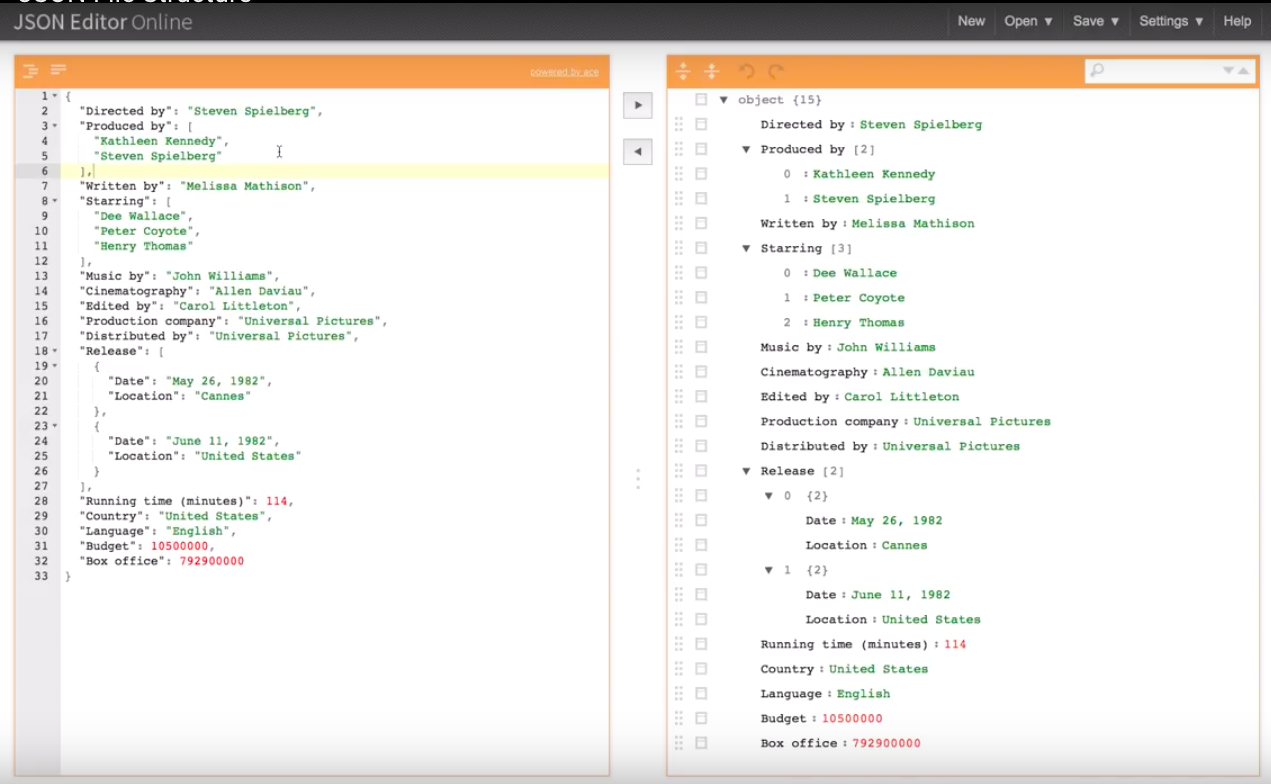 JSON File Structure
JSON Editor Online
New Open ▼ Save ▼ Settings ▼ Help
powered by ace
1 {
2 "Directed by": "Steven Spielberg",
3 "Produced by": [
4 "Kathleen Kennedy",
5 "Steven Spielberg"
6 ],
7 "Written by": "Melissa Mathison",
8 "Starring": [
9 "Dee Wallace",
10 "Peter Coyote",
11 "Henry Thomas"
12 ],
13 "Music by": "John Williams",
14 "Cinematography": "Allen Daviau",
15 "Edited by": "Carol Littleton",
16 "Production company": "Universal Pictures",
17 "Distributed by": "Universal Pictures",
18 "Release": [
19 {
20 "Date": "May 26, 1982",
21 "Location": "Cannes"
22 },
23 {
24 "Date": "June 11, 1982",
25 "Location": "United States"
26 }
27 ],
28 "Running time (minutes)": 114,
29 "Country": "United States",
30 "Language": "English",
31 "Budget": 10500000,
32 "Box office": 792900000
33 }
▼ object {15}
Directed by : Steven Spielberg
▼ Produced by [2]
0 : Kathleen Kennedy
1 : Steven Spielberg
Written by : Melissa Mathison
▼ Starring [3]
0 : Dee Wallace
1 : Peter Coyote
2 : Henry Thomas
Music by : John Williams
Cinematography : Allen Daviau
Edited by : Carol Littleton
Production company : Universal Pictures
Distributed by : Universal Pictures
▼ Release [2]
▼ 0 {2}
Date : May 26, 1982
Location : Cannes
▼ 1 {2}
Date : June 11, 1982
Location : United States
Running time (minutes) : 114
Country : United States
Language : English
Budget : 10500000
Box office : 792900000